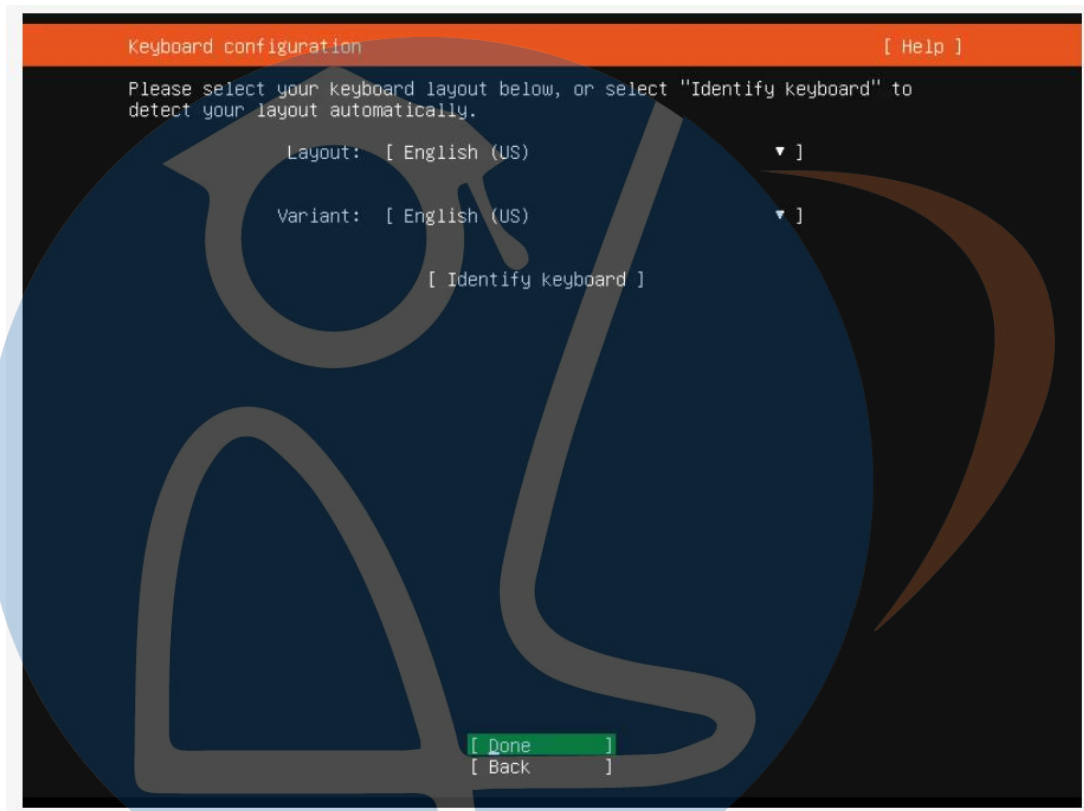 Keyboard configuration [ Help ]
Please select your keyboard layout below, or select "Identify keyboard" to
detect your layout automatically.
Layout: [ English (US) ▾ ]
Variant: [ English (US) ▾ ]
[ Identify keyboard ]
[ Done ]
[ Back ]